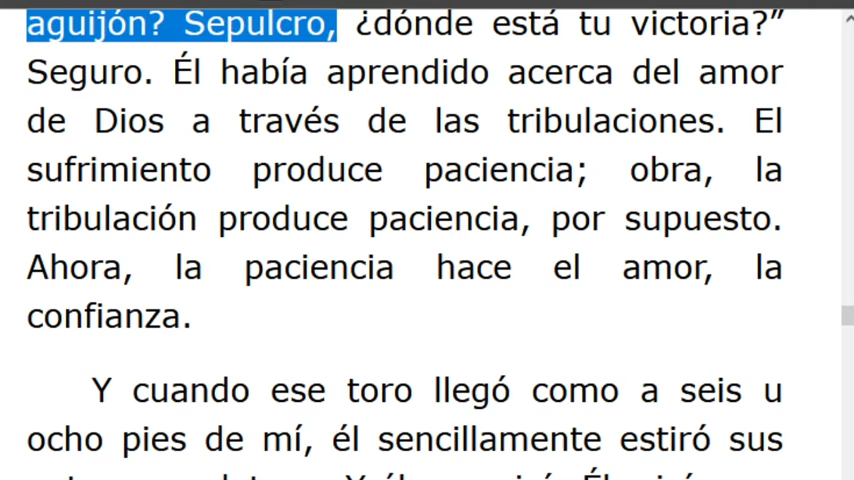 aguijón? Sepulcro, ¿dónde está tu victoria?”
Seguro. Él había aprendido acerca del amor
de Dios a través de las tribulaciones. El
sufrimiento produce paciencia; obra, la
tribulación produce paciencia, por supuesto.
Ahora, la paciencia hace el amor, la
confianza.
Y cuando ese toro llegó como a seis u
ocho pies de mí, él sencillamente estiró sus